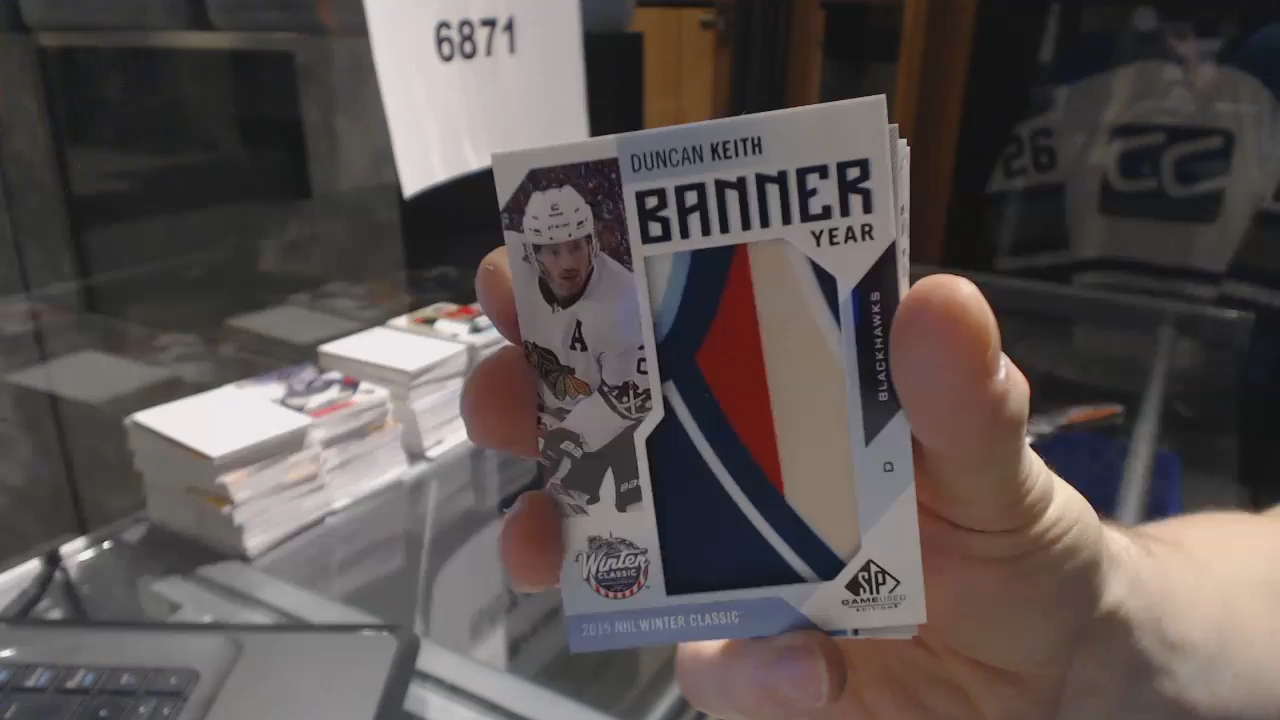 6871
DUNCAN KEITH
BANNER
YEAR
A
BLACKHAWKS
D
Winter
CLASSIC
SP
GAME USED
EDITION
2015 NHL WINTER CLASSIC
26